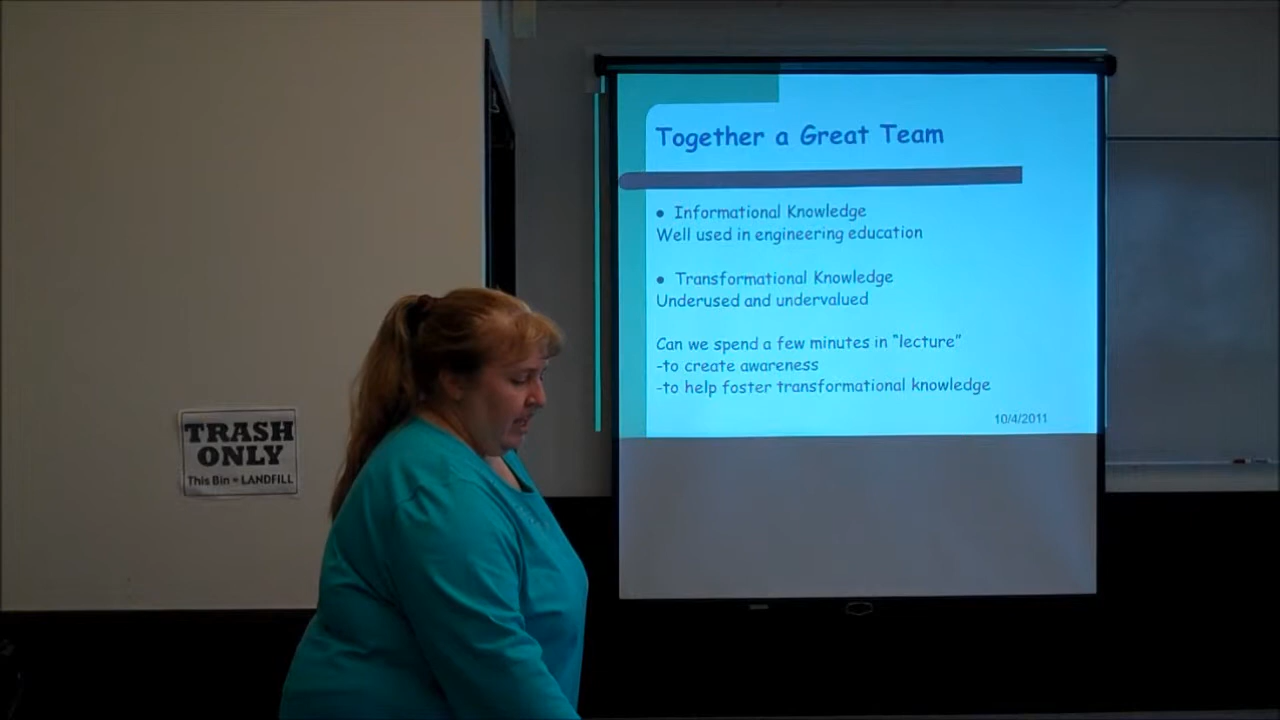 Together a Great Team
• Informational Knowledge
Well used in engineering education
• Transformational Knowledge
Underused and undervalued
Can we spend a few minutes in “lecture”
-to create awareness
-to help foster transformational knowledge
10/4/2011
TRASH
ONLY
This Bin = LANDFILL